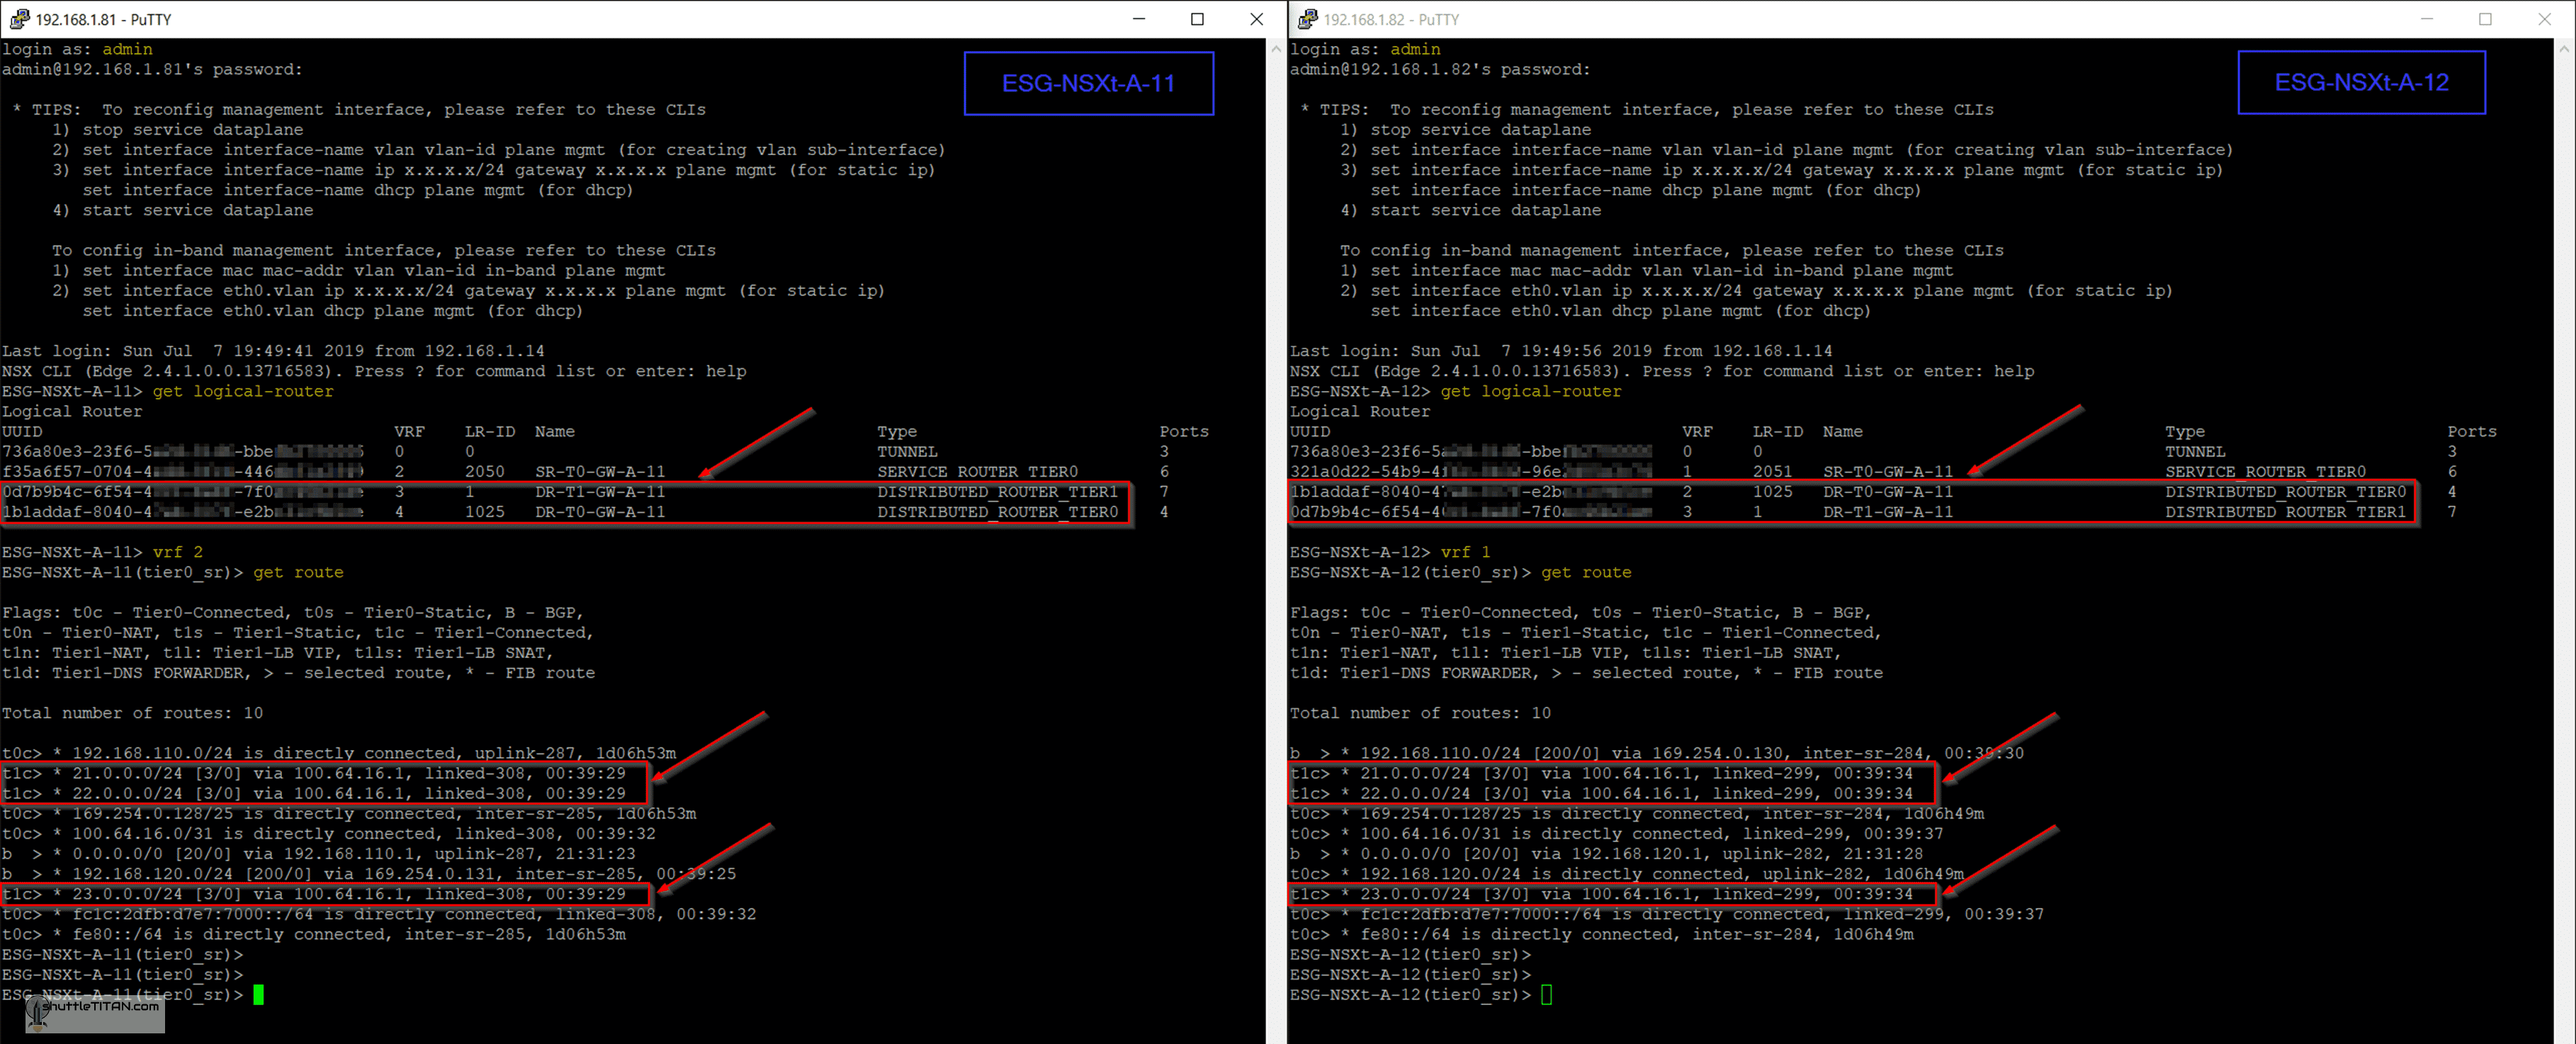 192.168.1.81 - PuTTY
login as: admin
admin@192.168.1.81's password:
ESG-NSXt-A-11
* TIPS: To reconfig management interface, please refer to these CLIs
1) stop service dataplane
2) set interface interface-name vlan vlan-id plane mgmt (for creating vlan sub-interface)
3) set interface interface-name ip x.x.x.x/24 gateway x.x.x.x plane mgmt (for static ip)
set interface interface-name dhcp plane mgmt (for dhcp)
4) start service dataplane
To config in-band management interface, please refer to these CLIs
1) set interface mac mac-addr vlan vlan-id in-band plane mgmt
2) set interface eth0.vlan ip x.x.x.x/24 gateway x.x.x.x plane mgmt (for static ip)
set interface eth0.vlan dhcp plane mgmt (for dhcp)
Last login: Sun Jul 7 19:49:41 2019 from 192.168.1.14
NSX CLI (Edge 2.4.1.0.0.13716583). Press ? for command list or enter: help
ESG-NSXt-A-11> get logical-router
Logical Router
UUID VRF LR-ID Name Type Ports
736a80e3-23f6-5 -bbe 0 0 TUNNEL 3
f35a6f57-0704-4 -446 2 2050 SR-T0-GW-A-11 SERVICE_ROUTER_TIER0 6
0d7b9b4c-6f54-4 -7f0 3 1 DR-T1-GW-A-11 DISTRIBUTED_ROUTER_TIER1 7
1b1addaf-8040-4 -e2b 4 1025 DR-T0-GW-A-11 DISTRIBUTED_ROUTER_TIER0 4
ESG-NSXt-A-11> vrf 2
ESG-NSXt-A-11(tier0_sr)> get route
Flags: t0c - Tier0-Connected, t0s - Tier0-Static, B - BGP,
t0n - Tier0-NAT, t1s - Tier1-Static, t1c - Tier1-Connected,
t1n: Tier1-NAT, t1l: Tier1-LB VIP, t1ls: Tier1-LB SNAT,
t1d: Tier1-DNS FORWARDER, > - selected route, * - FIB route
Total number of routes: 10
t0c> * 192.168.110.0/24 is directly connected, uplink-287, 1d06h53m
t1c> * 21.0.0.0/24 [3/0] via 100.64.16.1, linked-308, 00:39:29
t1c> * 22.0.0.0/24 [3/0] via 100.64.16.1, linked-308, 00:39:29
t0c> * 169.254.0.128/25 is directly connected, inter-sr-285, 1d06h53m
t0c> * 100.64.16.0/31 is directly connected, linked-308, 00:39:32
b > * 0.0.0.0/0 [20/0] via 192.168.110.1, uplink-287, 21:31:23
b > * 192.168.120.0/24 [200/0] via 169.254.0.131, inter-sr-285, 00:39:25
t1c> * 23.0.0.0/24 [3/0] via 100.64.16.1, linked-308, 00:39:29
t0c> * fc1c:2dfb:d7e7:7000::/64 is directly connected, linked-308, 00:39:32
t0c> * fe80::/64 is directly connected, inter-sr-285, 1d06h53m
ESG-NSXt-A-11(tier0_sr)>
ESG-NSXt-A-11(tier0_sr)>
ESG-NSXt-A-11(tier0_sr)>
shuttleTITAN.com
192.168.1.82 - PuTTY
login as: admin
admin@192.168.1.82's password:
ESG-NSXt-A-12
* TIPS: To reconfig management interface, please refer to these CLIs
1) stop service dataplane
2) set interface interface-name vlan vlan-id plane mgmt (for creating vlan sub-interface)
3) set interface interface-name ip x.x.x.x/24 gateway x.x.x.x plane mgmt (for static ip)
set interface interface-name dhcp plane mgmt (for dhcp)
4) start service dataplane
To config in-band management interface, please refer to these CLIs
1) set interface mac mac-addr vlan vlan-id in-band plane mgmt
2) set interface eth0.vlan ip x.x.x.x/24 gateway x.x.x.x plane mgmt (for static ip)
set interface eth0.vlan dhcp plane mgmt (for dhcp)
Last login: Sun Jul 7 19:49:56 2019 from 192.168.1.14
NSX CLI (Edge 2.4.1.0.0.13716583). Press ? for command list or enter: help
ESG-NSXt-A-12> get logical-router
Logical Router
UUID VRF LR-ID Name Type Ports
736a80e3-23f6-5 -bbe 0 0 TUNNEL 3
321a0d22-54b9-4 -96e 1 2051 SR-T0-GW-A-11 SERVICE_ROUTER_TIER0 6
1b1addaf-8040-4 -e2b 2 1025 DR-T0-GW-A-11 DISTRIBUTED_ROUTER_TIER0 4
0d7b9b4c-6f54-4 -7f0 3 1 DR-T1-GW-A-11 DISTRIBUTED_ROUTER_TIER1 7
ESG-NSXt-A-12> vrf 1
ESG-NSXt-A-12(tier0_sr)> get route
Flags: t0c - Tier0-Connected, t0s - Tier0-Static, B - BGP,
t0n - Tier0-NAT, t1s - Tier1-Static, t1c - Tier1-Connected,
t1n: Tier1-NAT, t1l: Tier1-LB VIP, t1ls: Tier1-LB SNAT,
t1d: Tier1-DNS FORWARDER, > - selected route, * - FIB route
Total number of routes: 10
b > * 192.168.110.0/24 [200/0] via 169.254.0.130, inter-sr-284, 00:39:30
t1c> * 21.0.0.0/24 [3/0] via 100.64.16.1, linked-299, 00:39:34
t1c> * 22.0.0.0/24 [3/0] via 100.64.16.1, linked-299, 00:39:34
t0c> * 169.254.0.128/25 is directly connected, inter-sr-284, 1d06h49m
t0c> * 100.64.16.0/31 is directly connected, linked-299, 00:39:37
b > * 0.0.0.0/0 [20/0] via 192.168.120.1, uplink-282, 21:31:28
t0c> * 192.168.120.0/24 is directly connected, uplink-282, 1d06h49m
t1c> * 23.0.0.0/24 [3/0] via 100.64.16.1, linked-299, 00:39:34
t0c> * fc1c:2dfb:d7e7:7000::/64 is directly connected, linked-299, 00:39:37
t0c> * fe80::/64 is directly connected, inter-sr-284, 1d06h49m
ESG-NSXt-A-12(tier0_sr)>
ESG-NSXt-A-12(tier0_sr)>
ESG-NSXt-A-12(tier0_sr)>